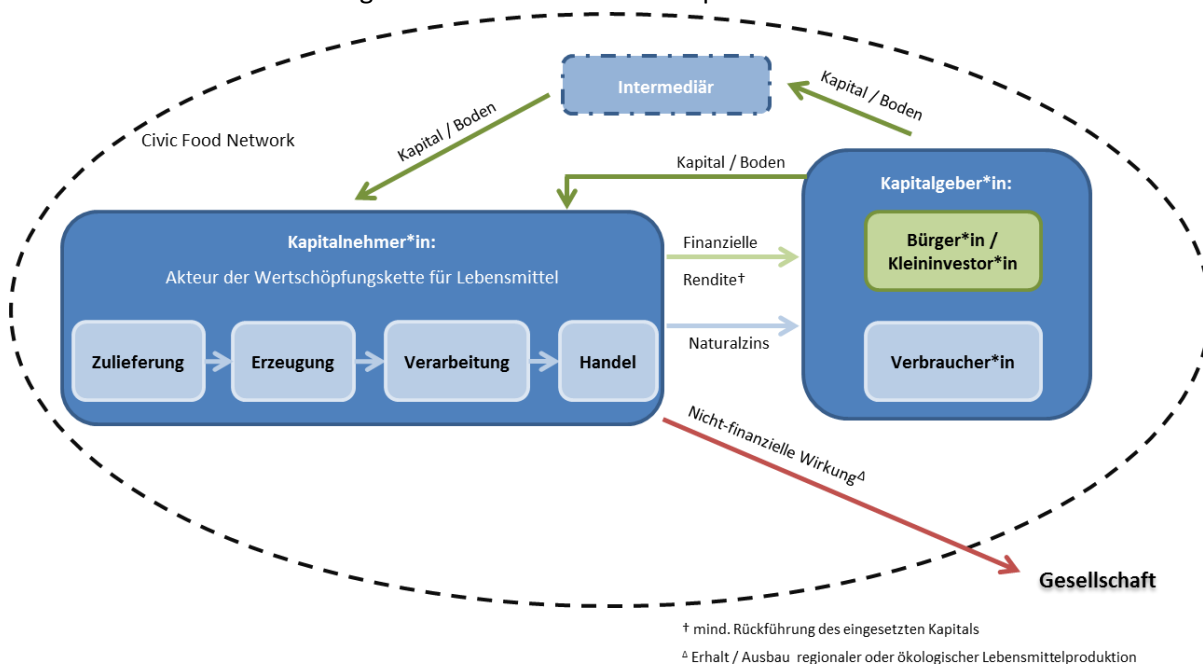 Intermediär
Kapital / Boden
Kapital / Boden
Civic Food Network
Kapital / Boden
Kapitalgeber*in:
Kapitalnehmer*in:
Akteur der Wertschöpfungskette für Lebensmittel
Finanzielle
Rendite†
Bürger*in /
Kleininvestor*in
Naturalzins
Zulieferung
Erzeugung
Verarbeitung
Handel
Verbraucher*in
Nicht-finanzielle Wirkung∆
Gesellschaft
† mind. Rückführung des eingesetzten Kapitals
∆ Erhalt / Ausbau regionaler oder ökologischer Lebensmittelproduktion